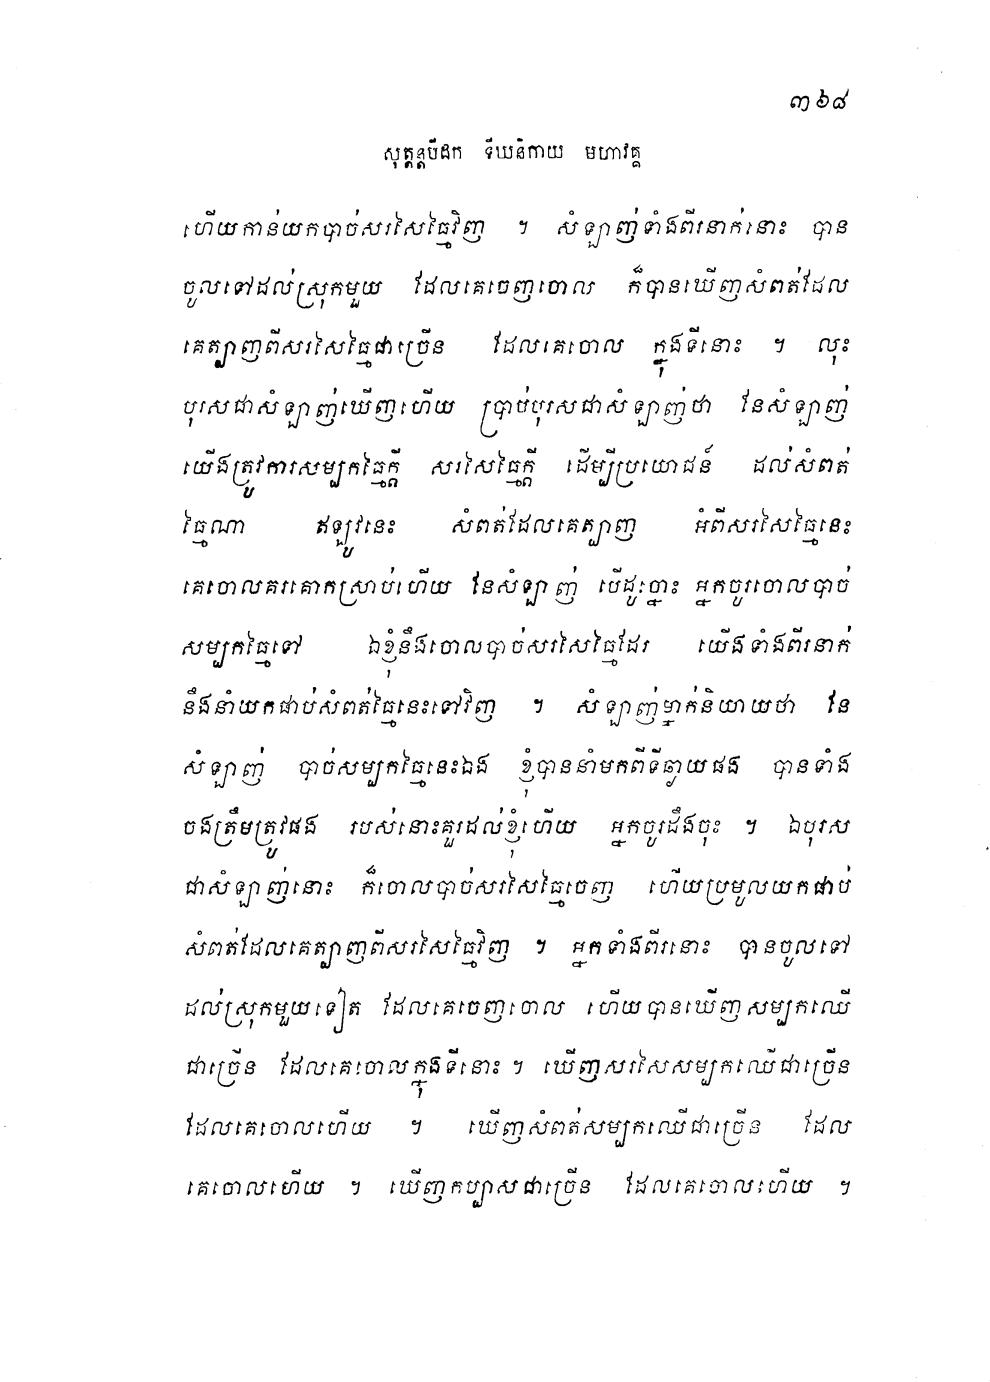 ៣៦៨
សុត្តន្តបិដក ទីឃនិកាយ មហាវគ្គ
ហើយកាន់យកបាច់សរសៃធ្មៃវិញ ។ សំឡាញ់ទាំងពីរនាក់នោះ បាន
ចូលទៅដល់ស្រុកមួយ ដែលគេចេញចោល ក៏បានឃើញសំពត់ដែល
គេត្បាញពីសរសៃធ្មៃជាច្រើន ដែលគេចោល ក្នុងទីនោះ ។ លុះ
បុរសជាសំឡាញ់ឃើញហើយ ប្រាប់បុរសជាសំឡាញ់ថា នែសំឡាញ់
យើងត្រូវការសម្បកធ្មៃក្តី សរសៃធ្មៃក្តី ដើម្បីប្រយោជន៍ ដល់សំពត់
ធ្មៃណា ឥឡូវនេះ សំពត់ដែលគេត្បាញ អំពីសរសៃធ្មៃនេះ
គេចោលគរគោកស្រាប់ហើយ នែសំឡាញ់ បើដូច្នោះ អ្នកចូរចោលបាច់
សម្បកធ្មៃទៅ ឯខ្ញុំនឹងចោលបាច់សរសៃធ្មៃដែរ យើងទាំងពីរនាក់
នឹងនាំយកផាប់សំពត់ធ្មៃនេះទៅវិញ ។ សំឡាញ់ម្នាក់និយាយថា នែ
សំឡាញ់ បាច់សម្បកធ្មៃនេះឯង ខ្ញុំបាននាំមកពីទីឆ្ងាយផង បានទាំង
ចងត្រឹមត្រូវផង របស់នោះគួរដល់ខ្ញុំហើយ អ្នកចូរដឹងចុះ ។ ឯបុរស
ជាសំឡាញ់នោះ ក៏ចោលបាច់សរសៃធ្មៃចេញ ហើយប្រមូលយកផាប់
សំពត់ដែលគេត្បាញពីសរសៃធ្មៃវិញ ។ អ្នកទាំងពីរនោះ បានចូលទៅ
ដល់ស្រុកមួយទៀត ដែលគេចេញចោល ហើយបានឃើញសម្បកឈើ
ជាច្រើន ដែលគេចោលក្នុងទីនោះ ។ ឃើញសរសៃសម្បកឈើជាច្រើន
ដែលគេចោលហើយ ។ ឃើញសំពត់សម្បកឈើជាច្រើន ដែល
គេចោលហើយ ។ ឃើញកប្បាសជាច្រើន ដែលគេចោលហើយ ។